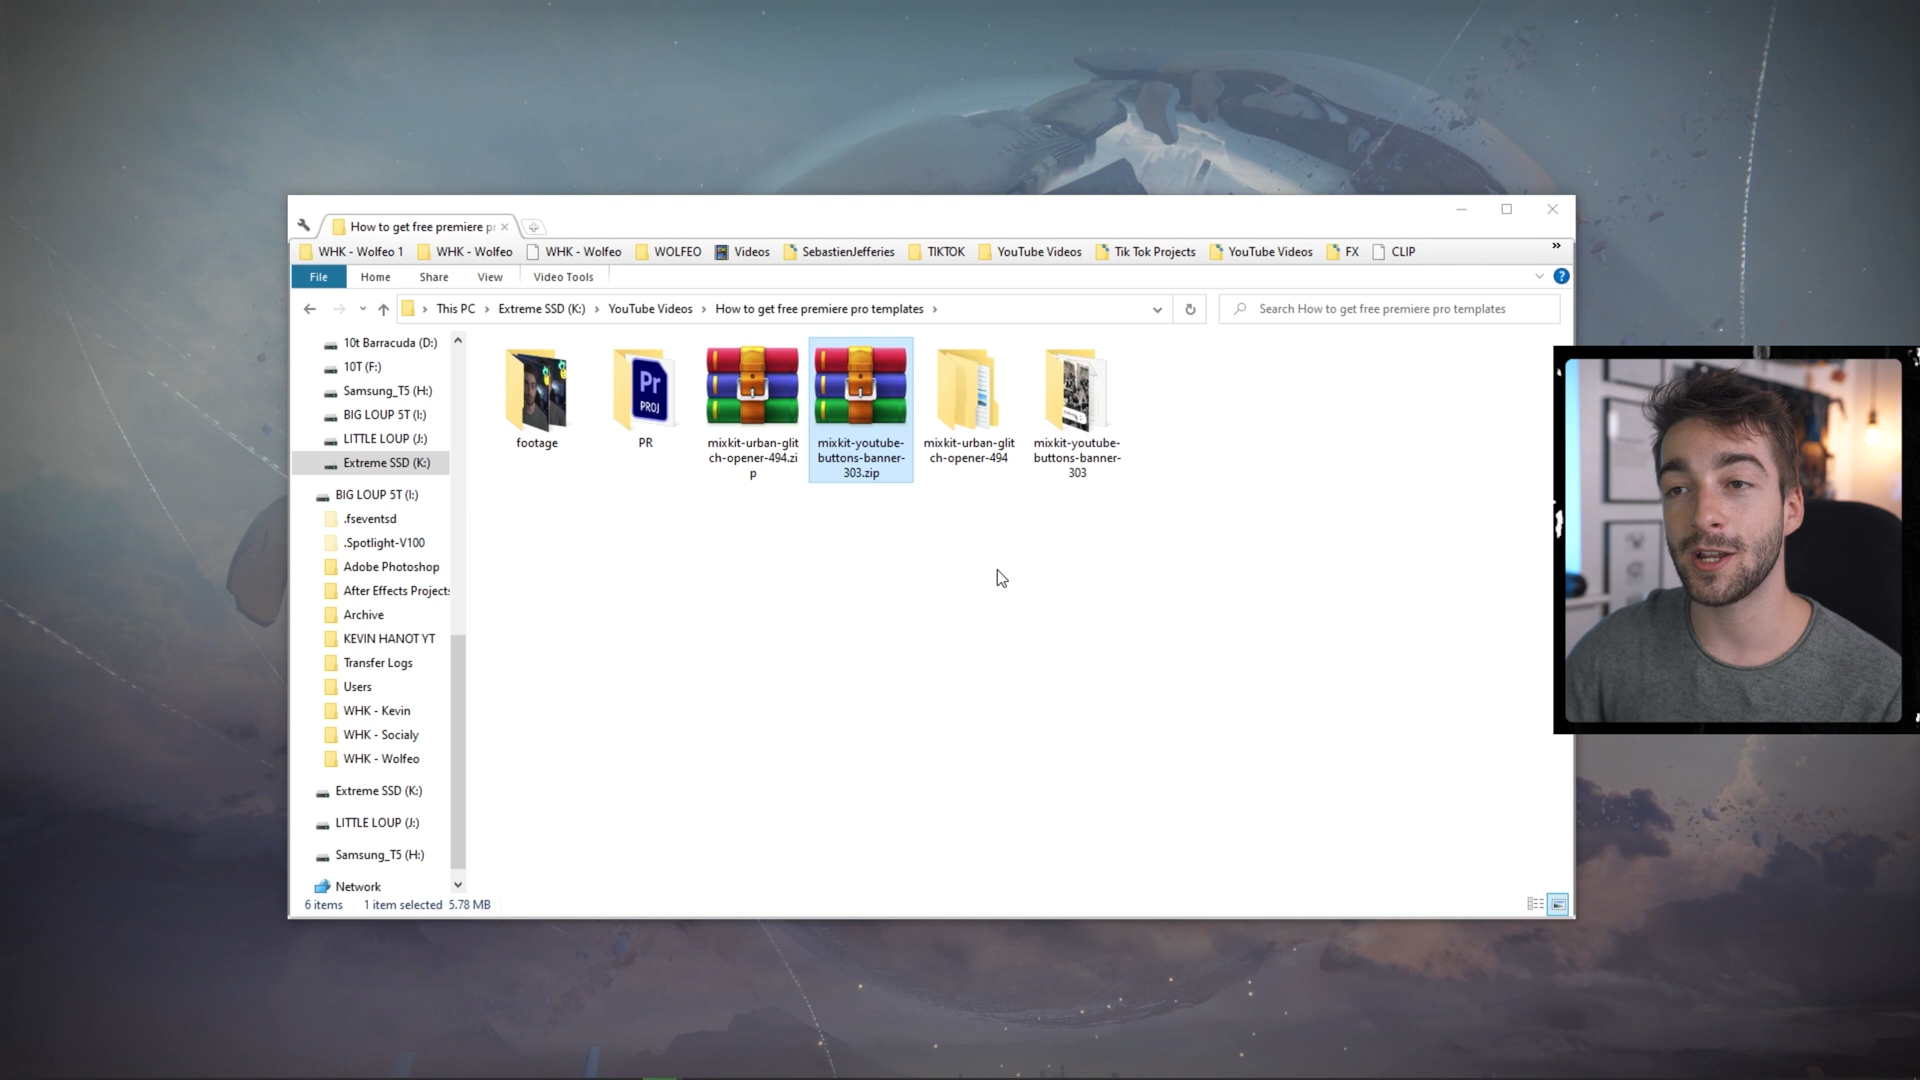 How to get free premiere p
WHK - Wolfeo 1
WHK - Wolfeo
WHK - Wolfeo
WOLFEO
Videos
SebastienJefferies
TIKTOK
YouTube Videos
Tik Tok Projects
YouTube Videos
FX
CLIP
File
Home
Share
View
Video Tools
This PC
Extreme SSD (K:)
YouTube Videos
How to get free premiere pro templates
Search How to get free premiere pro templates
10t Barracuda (D:)
10T (F:)
Samsung_T5 (H:)
BIG LOUP 5T (I:)
LITTLE LOUP (J:)
Extreme SSD (K:)
BIG LOUP 5T (I:)
.fseventsd
.Spotlight-V100
Adobe Photoshop
After Effects Projects
Archive
KEVIN HANOT YT
Transfer Logs
Users
WHK - Kevin
WHK - Socialy
WHK - Wolfeo
Extreme SSD (K:)
LITTLE LOUP (J:)
Samsung_T5 (H:)
Network
footage
Pr
PROJ
PR
mixkit-urban-glit
ch-opener-494.zi
p
mixkit-youtube-
buttons-banner-
303.zip
mixkit-urban-glit
ch-opener-494
mixkit-youtube-
buttons-banner-
303
6 items
1 item selected 5.78 MB